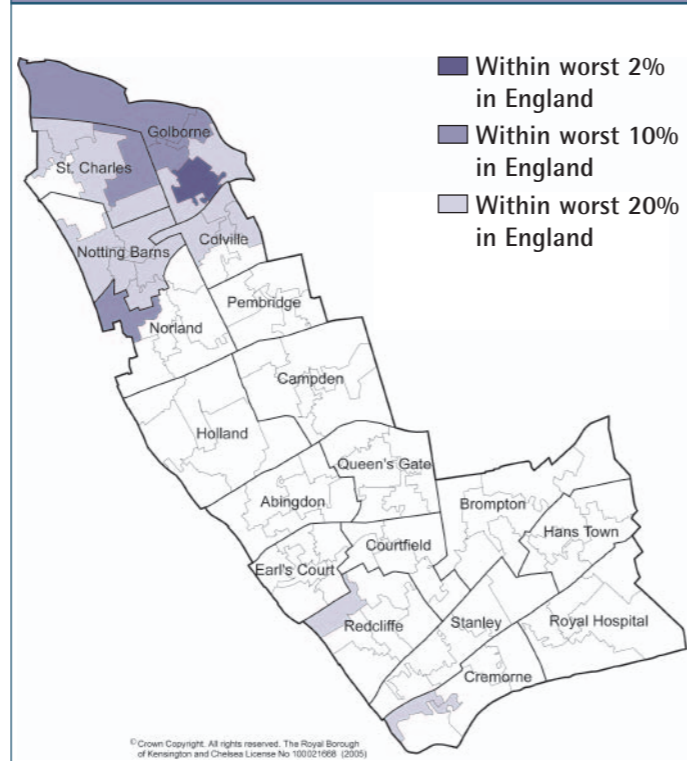 Within worst 2%
in England
Within worst 10%
in England
Within worst 20%
in England
Golborne
St. Charles
Colville
Notting Barns
Pembridge
Norland
Campden
Holland
Queen's Gate
Abingdon
Brompton
Hans Town
Courtfield
Earl's Court
Redcliffe
Stanley
Royal Hospital
Cremorne
© Crown Copyright. All rights reserved. The Royal Borough
of Kensington and Chelsea License No 100021668 (2005)